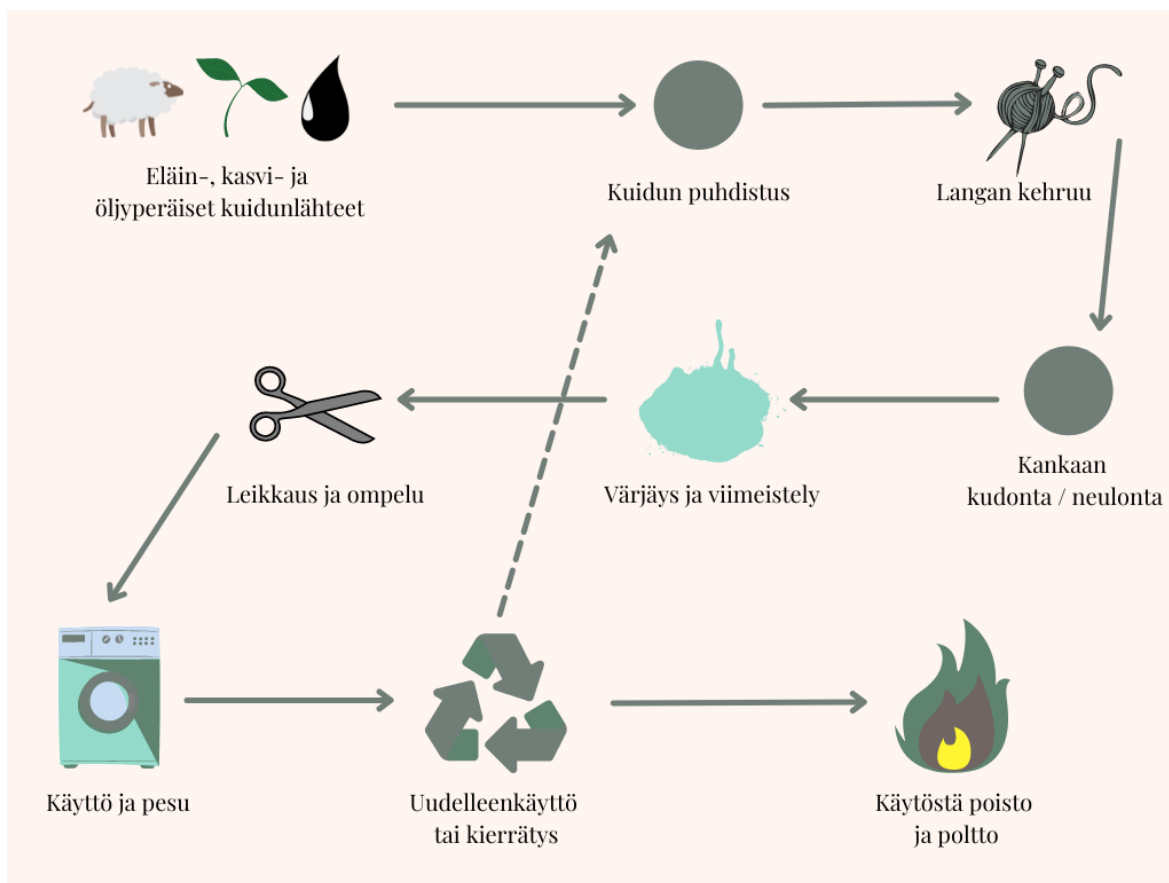 Eläin-, kasvi- ja
öljyperäiset kuidunlähteet
Kuidun puhdistus
Langan kehruu
Leikkaus ja ompelu
Värjäys ja viimeistely
Kankaan
kudonta / neulonta
Käyttö ja pesu
Uudelleenkäyttö
tai kierrätys
Käytöstä poisto
ja poltto